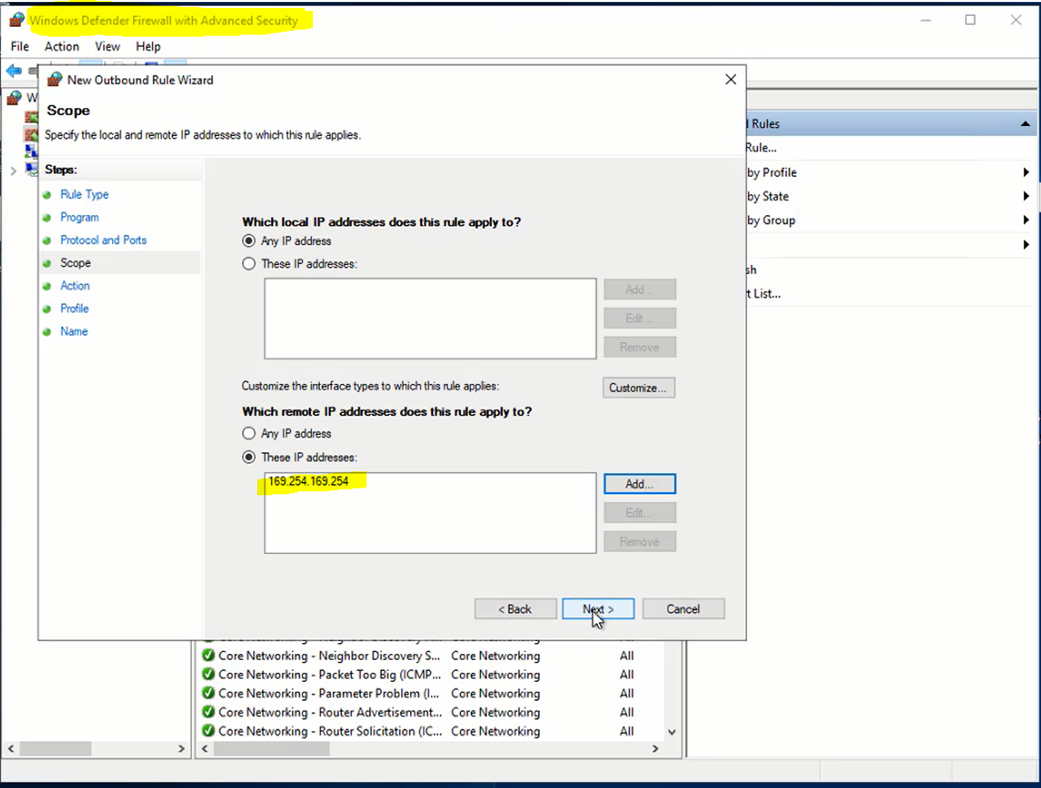 Windows Defender Firewall with Advanced Security
File Action View Help
New Outbound Rule Wizard
Scope
Specify the local and remote IP addresses to which this rule applies.
Steps:
Rule Type
Program
Protocol and Ports
Scope
Action
Profile
Name
Which local IP addresses does this rule apply to?
Any IP address
These IP addresses:
Add...
Edit...
Remove
Customize the interface types to which this rule applies:
Customize...
Which remote IP addresses does this rule apply to?
Any IP address
These IP addresses:
169.254.169.254
Add...
Edit...
Remove
< Back
Next >
Cancel
W
d Rules
Rule...
by Profile
by State
by Group
sh
t List...
Core Networking - Neighbor Discovery S... Core Networking All
Core Networking - Packet Too Big (ICMP... Core Networking All
Core Networking - Parameter Problem (I... Core Networking All
Core Networking - Router Advertisement... Core Networking All
Core Networking - Router Solicitation (IC... Core Networking All